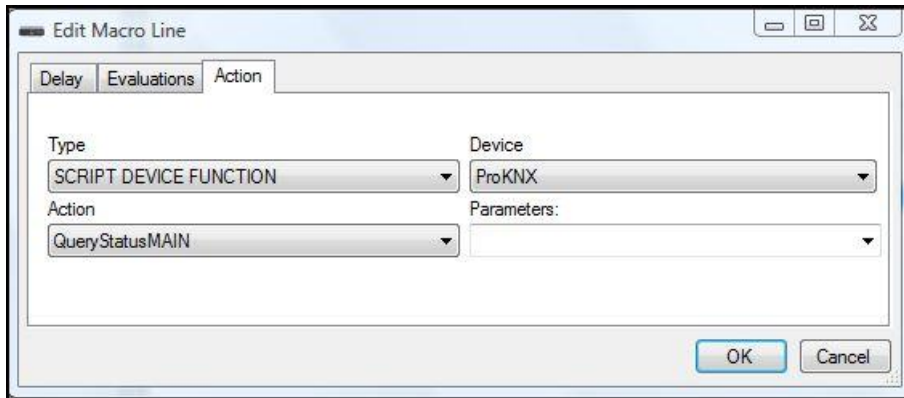 Edit Macro Line
Delay Evaluations Action
Type Device
SCRIPT DEVICE FUNCTION ProKNX
Action Parameters:
QueryStatusMAIN
OK Cancel